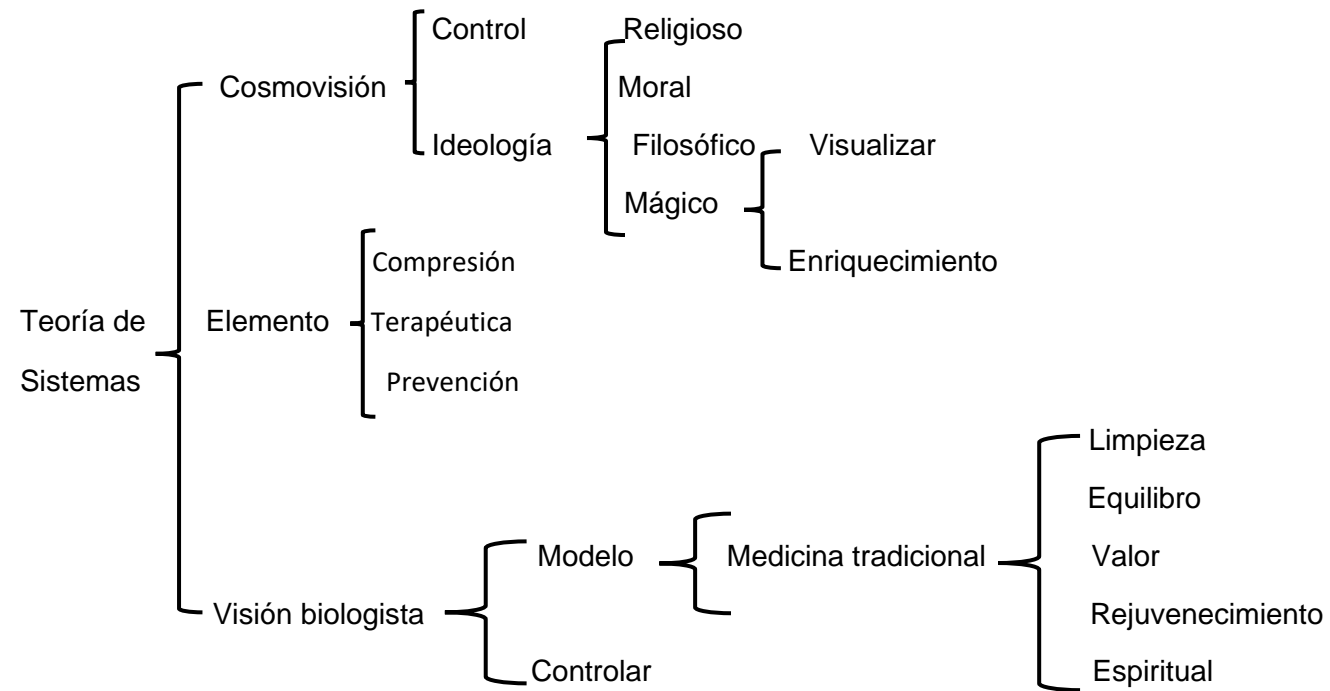 Control
Religioso
Cosmovisión
Moral
Ideología
Filosófico
Visualizar
Mágico
Enriquecimiento
Compresión
Teoría de
Elemento
Terapéutica
Sistemas
Prevención
Limpieza
Equilibro
Modelo
Medicina tradicional
Valor
Visión biologista
Rejuvenecimiento
Controlar
Espiritual